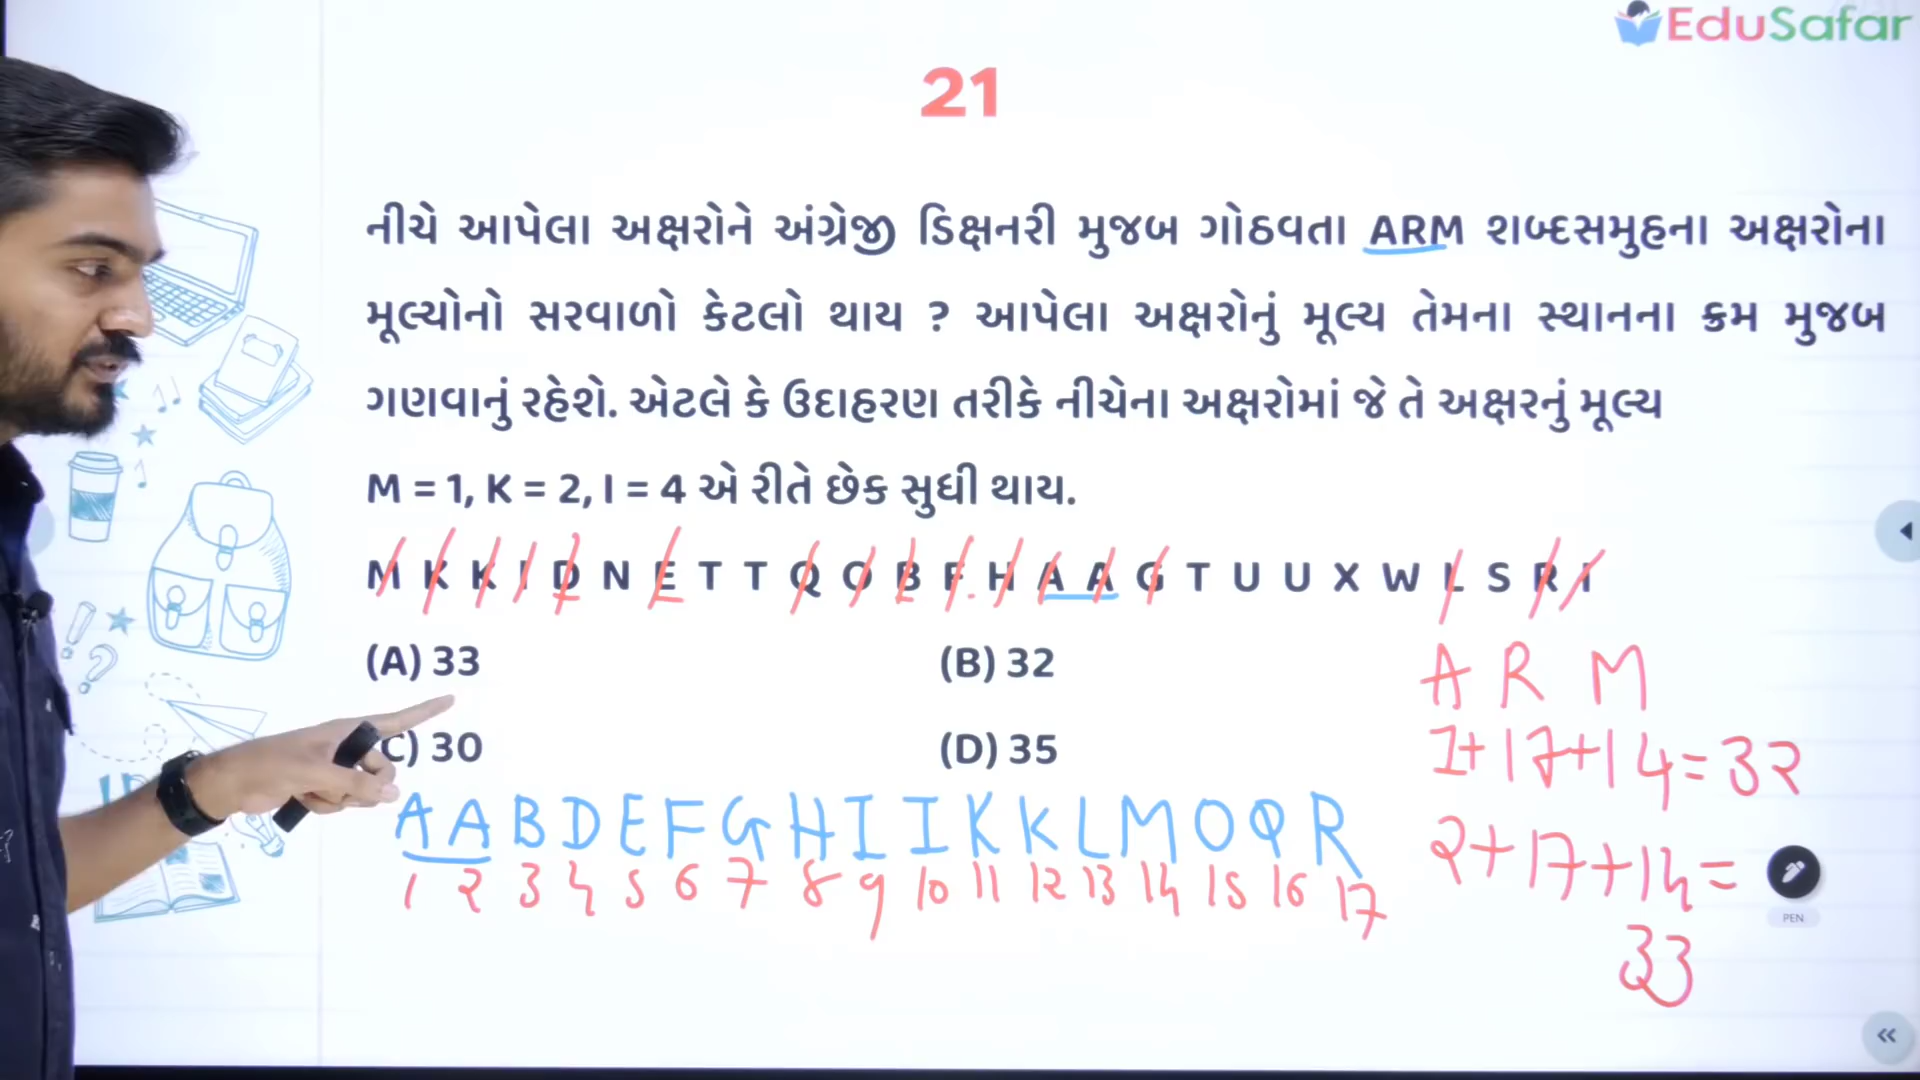 EduSafar
21
નીચે આપેલા અક્ષરોને અંગ્રેજી ડિક્ષનરી મુજબ ગોઠવતા ARM શબ્દસમુહના અક્ષરોના
મૂલ્યોનો સરવાળો કેટલો થાય ? આપેલા અક્ષરોનું મૂલ્ય તેમના સ્થાનના ક્રમ મુજબ
ગણવાનું રહેશે. એટલે કે ઉદાહરણ તરીકે નીચેના અક્ષરોમાં જે તે અક્ષરનું મૂલ્ય
M = 1, K = 2, I = 4 એ રીતે છેક સુધી થાય.
M K K I D N E T T Q O B F H A A G T U U X W L S R I
(A) 33 (B) 32
C) 30 (D) 35
A R M
1+17+14=32
2+17+14=
33
A A B D E F G H I I K K L M O Q R
1 2 3 4 5 6 7 8 9 10 11 12 13 14 15 16 17
PEN